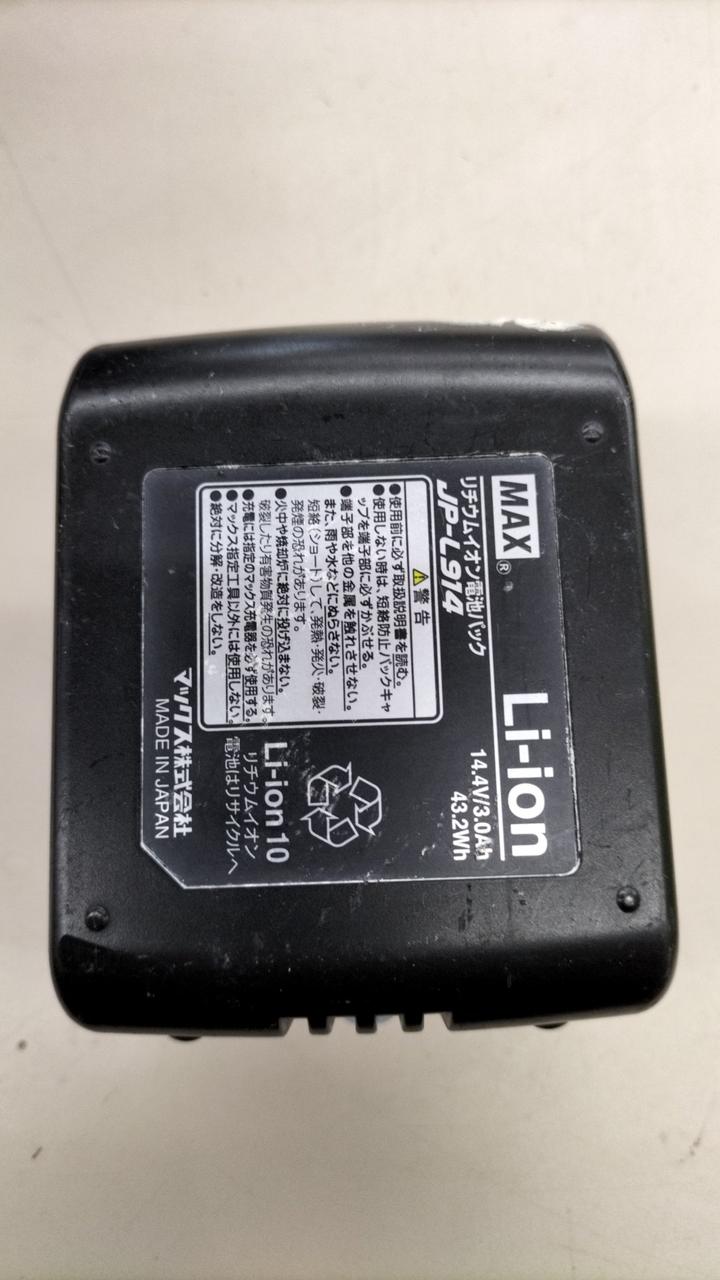 MAX®
Li-ion
リチウムイオン電池パック
14.4V/3.0Ah
JP-L914
43.2Wh
警告
●使用前に必ず取扱説明書を読む。
●使用しない時は、短絡防止パックキャ
ップを端子部に必ずかぶせる。
●端子部を他の金属を触れさせない。
また、雨や水などにぬらさない。
短絡(ショート)して、発熱・発火・破裂・
発煙の恐れがあります。
●火中や焼却炉に絶対に投げ込まない。
破裂したり有害物質発生の恐れがあります。
●充電には指定のマックス充電器を必ず使用する。
●マックス指定工具以外には使用しない。
●絶対に分解・改造をしない。
Li-ion 10
リチウムイオン
電池はリサイクルへ
マックス株式会社
MADE IN JAPAN